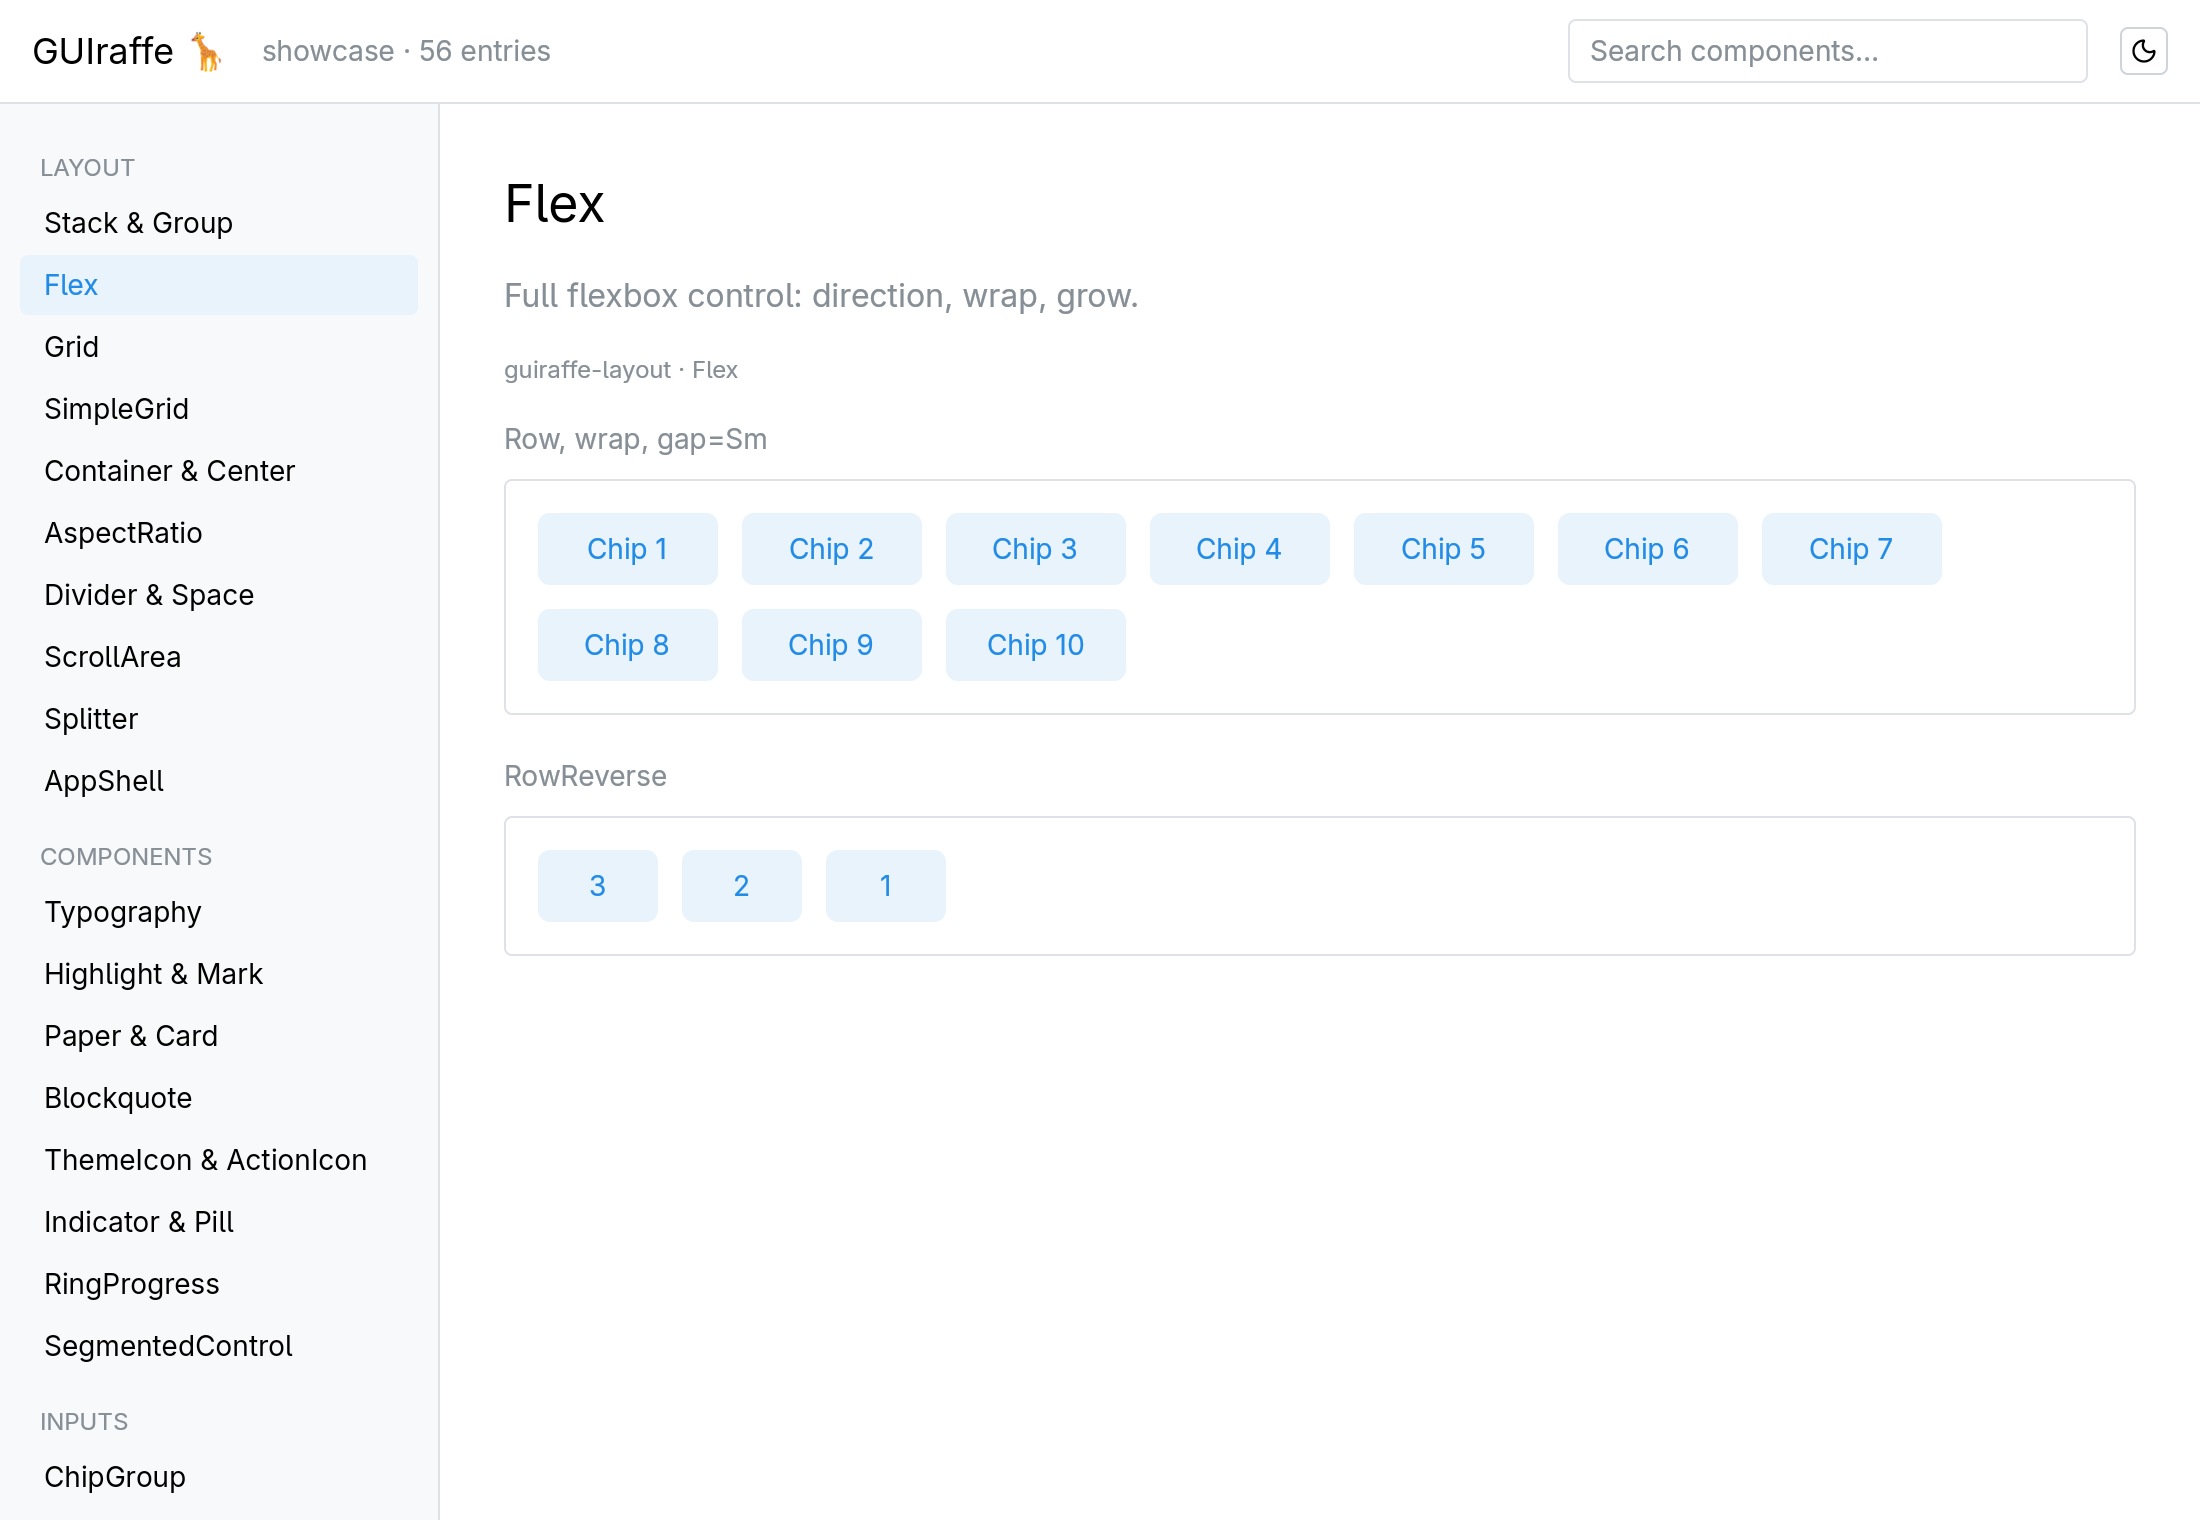 GUIraffe 🦒 showcase · 56 entries Search components...
LAYOUT
Stack & Group
Flex
Grid
SimpleGrid
Container & Center
AspectRatio
Divider & Space
ScrollArea
Splitter
AppShell
COMPONENTS
Typography
Highlight & Mark
Paper & Card
Blockquote
ThemeIcon & ActionIcon
Indicator & Pill
RingProgress
SegmentedControl
INPUTS
ChipGroup
Flex
Full flexbox control: direction, wrap, grow.
guiraffe-layout · Flex
Row, wrap, gap=Sm
Chip 1 Chip 2 Chip 3 Chip 4 Chip 5 Chip 6 Chip 7
Chip 8 Chip 9 Chip 10
RowReverse
3 2 1